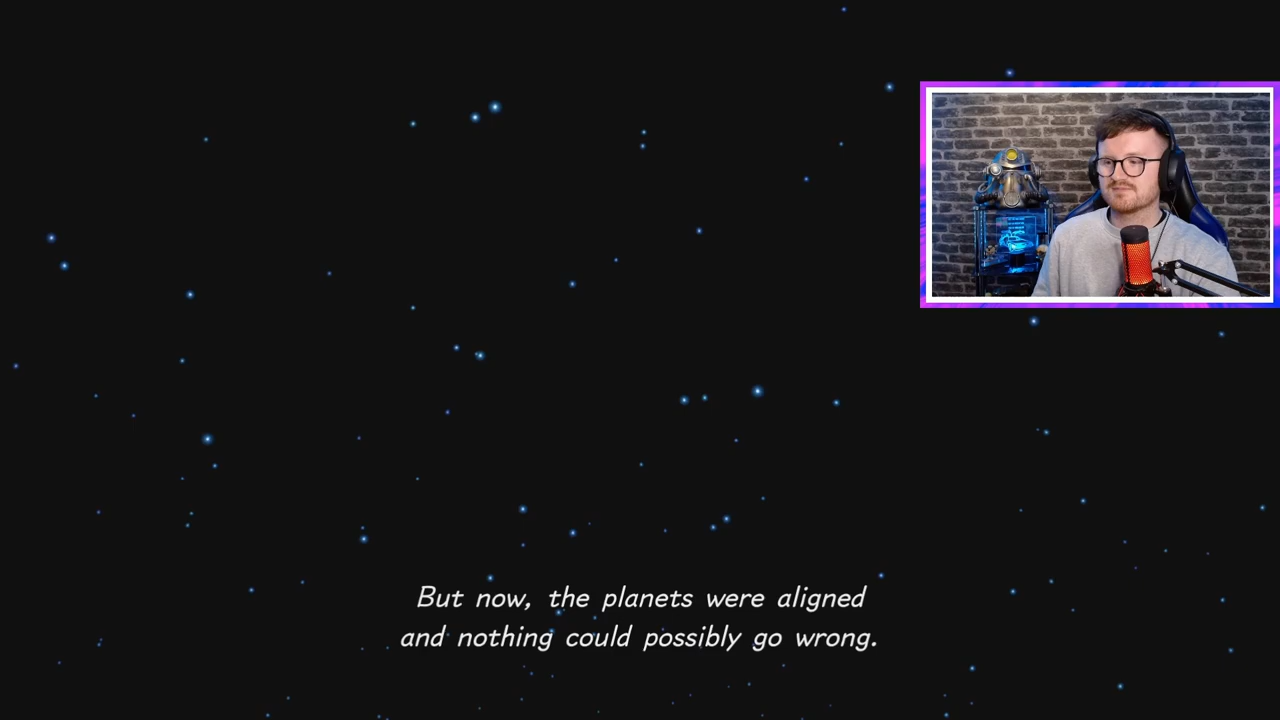 But now, the planets were aligned
and nothing could possibly go wrong.